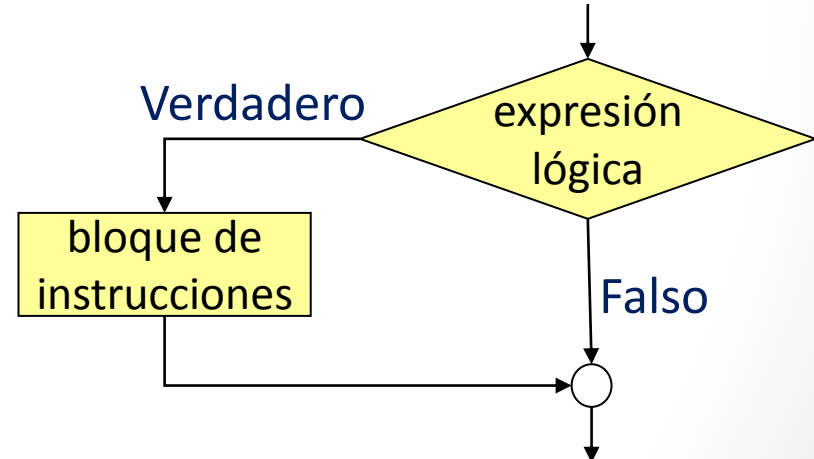 Verdadero
expresión
lógica
bloque de
instrucciones
Falso